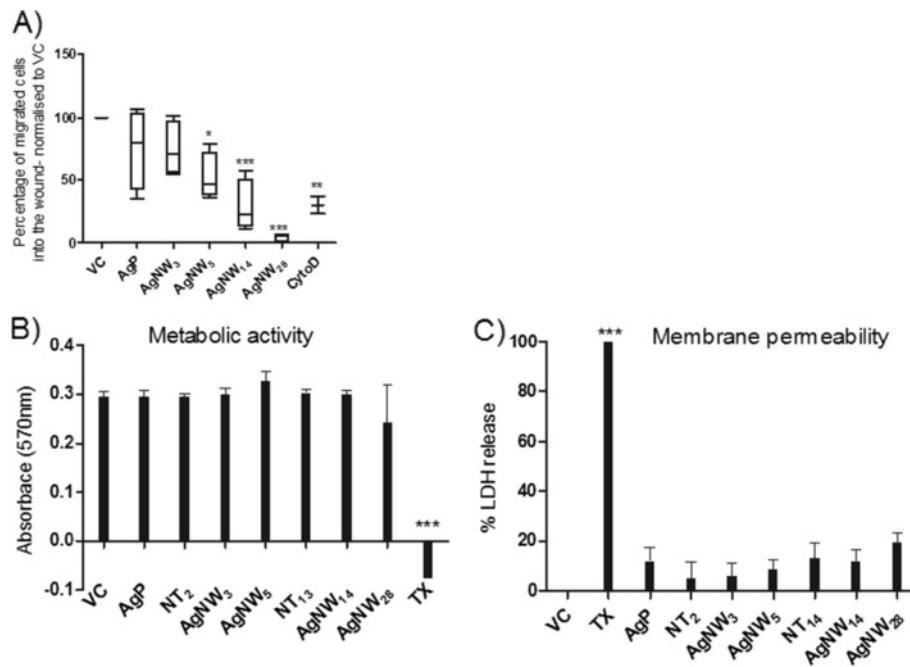 A)
Percentage of migrated cells
into the wound- normalised to VC
150
100
50
0
*
***
***
**
VC
AgP
AgNW3
AgNW5
AgNW14
AgNW28
CytoD
B)
Metabolic activity
Absorbace (570nm)
0.4
0.3
0.2
0.1
0.0
-0.1
***
VC
AgP
NT2
AgNW3
AgNW5
NT13
AgNW14
AgNW28
TX
C)
Membrane permeability
% LDH release
100
80
60
40
20
0
***
VC
TX
AgP
NT2
AgNW3
AgNW5
NT14
AgNW14
AgNW28